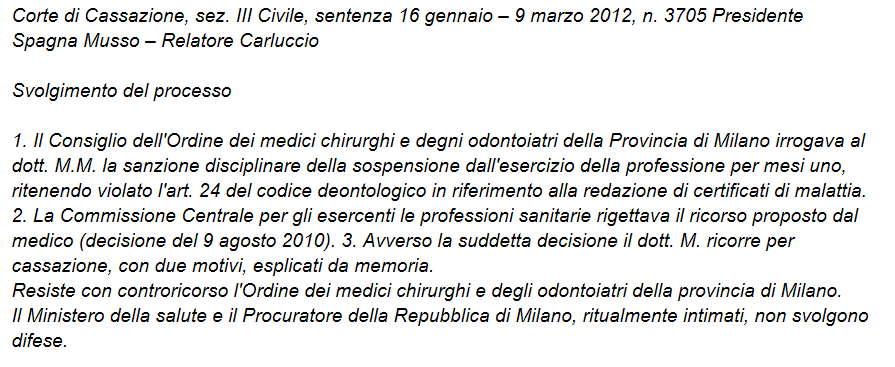 Corte di Cassazione, sez. III Civile, sentenza 16 gennaio – 9 marzo 2012, n. 3705 Presidente
Spagna Musso – Relatore Carluccio
Svolgimento del processo
1. Il Consiglio dell'Ordine dei medici chirurghi e degni odontoiatri della Provincia di Milano irrogava al
dott. M.M. la sanzione disciplinare della sospensione dall'esercizio della professione per mesi uno,
ritenendo violato l'art. 24 del codice deontologico in riferimento alla redazione di certificati di malattia.
2. La Commissione Centrale per gli esercenti le professioni sanitarie rigettava il ricorso proposto dal
medico (decisione del 9 agosto 2010). 3. Avverso la suddetta decisione il dott. M. ricorre per
cassazione, con due motivi, esplicati da memoria.
Resiste con controricorso l'Ordine dei medici chirurghi e degli odontoiatri della provincia di Milano.
Il Ministero della salute e il Procuratore della Repubblica di Milano, ritualmente intimati, non svolgono
difese.